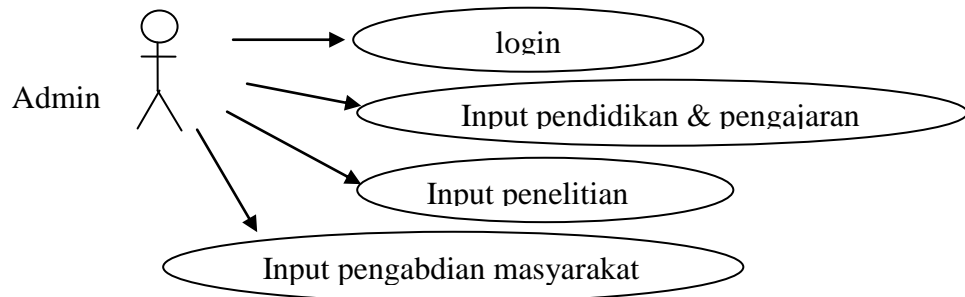 login
Admin
Input pendidikan & pengajaran
Input penelitian
Input pengabdian masyarakat